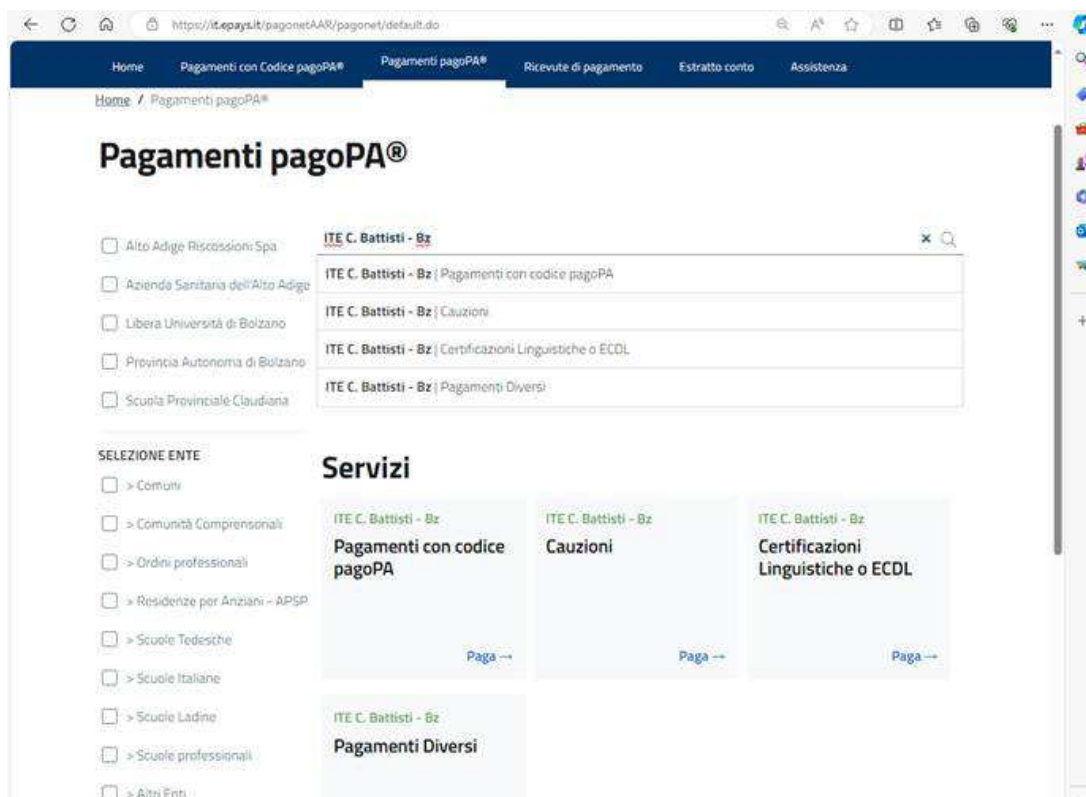 https://it.epays.it/pagonetAAR/pagonet/default.do
Home Pagamenti con Codice pagoPA® Pagamenti pagoPA® Ricevute di pagamento Estratto conto Assistenza
Home / Pagamenti pagoPA®
Pagamenti pagoPA®
Alto Adige Riscossioni Spa
Azienda Sanitaria dell'Alto Adige
Libera Università di Bolzano
Provincia Autonoma di Bolzano
Scuola Provinciale Claudiana
ITE C. Battisti - Bz
ITE C. Battisti - Bz | Pagamenti con codice pagoPA
ITE C. Battisti - Bz | Cauzioni
ITE C. Battisti - Bz | Certificazioni Linguistiche o ECDL
ITE C. Battisti - Bz | Pagamenti Diversi
SELEZIONE ENTE
> Comuni
> Comunità Comprensoriali
> Ordini professionali
> Residenze per Anziani - APSP
> Scuole Tedesche
> Scuole Italiane
> Scuole Ladine
> Scuole professionali
> Altri Enti
Servizi
ITE C. Battisti - Bz
Pagamenti con codice
pagoPA
Paga →
ITE C. Battisti - Bz
Cauzioni
Paga →
ITE C. Battisti - Bz
Certificazioni
Linguistiche o ECDL
Paga →
ITE C. Battisti - Bz
Pagamenti Diversi